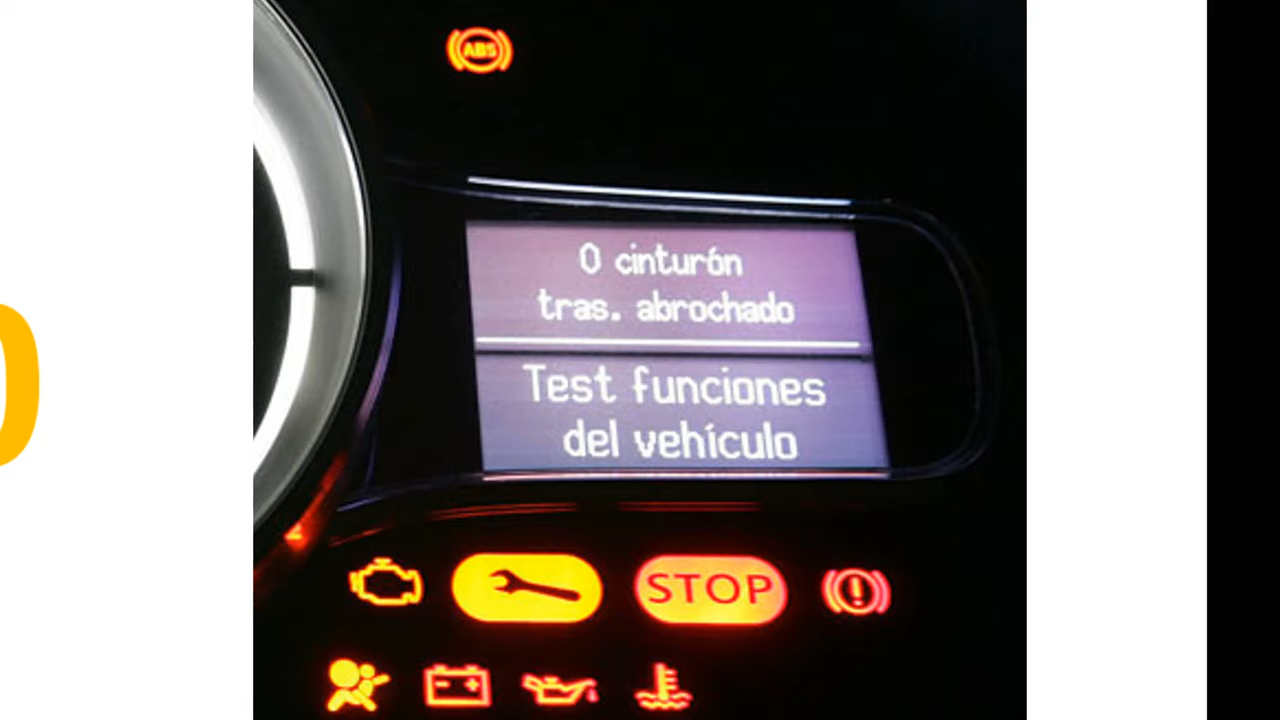 ABS
0 cinturón
tras. abrochado
Test funciones
del vehículo
STOP